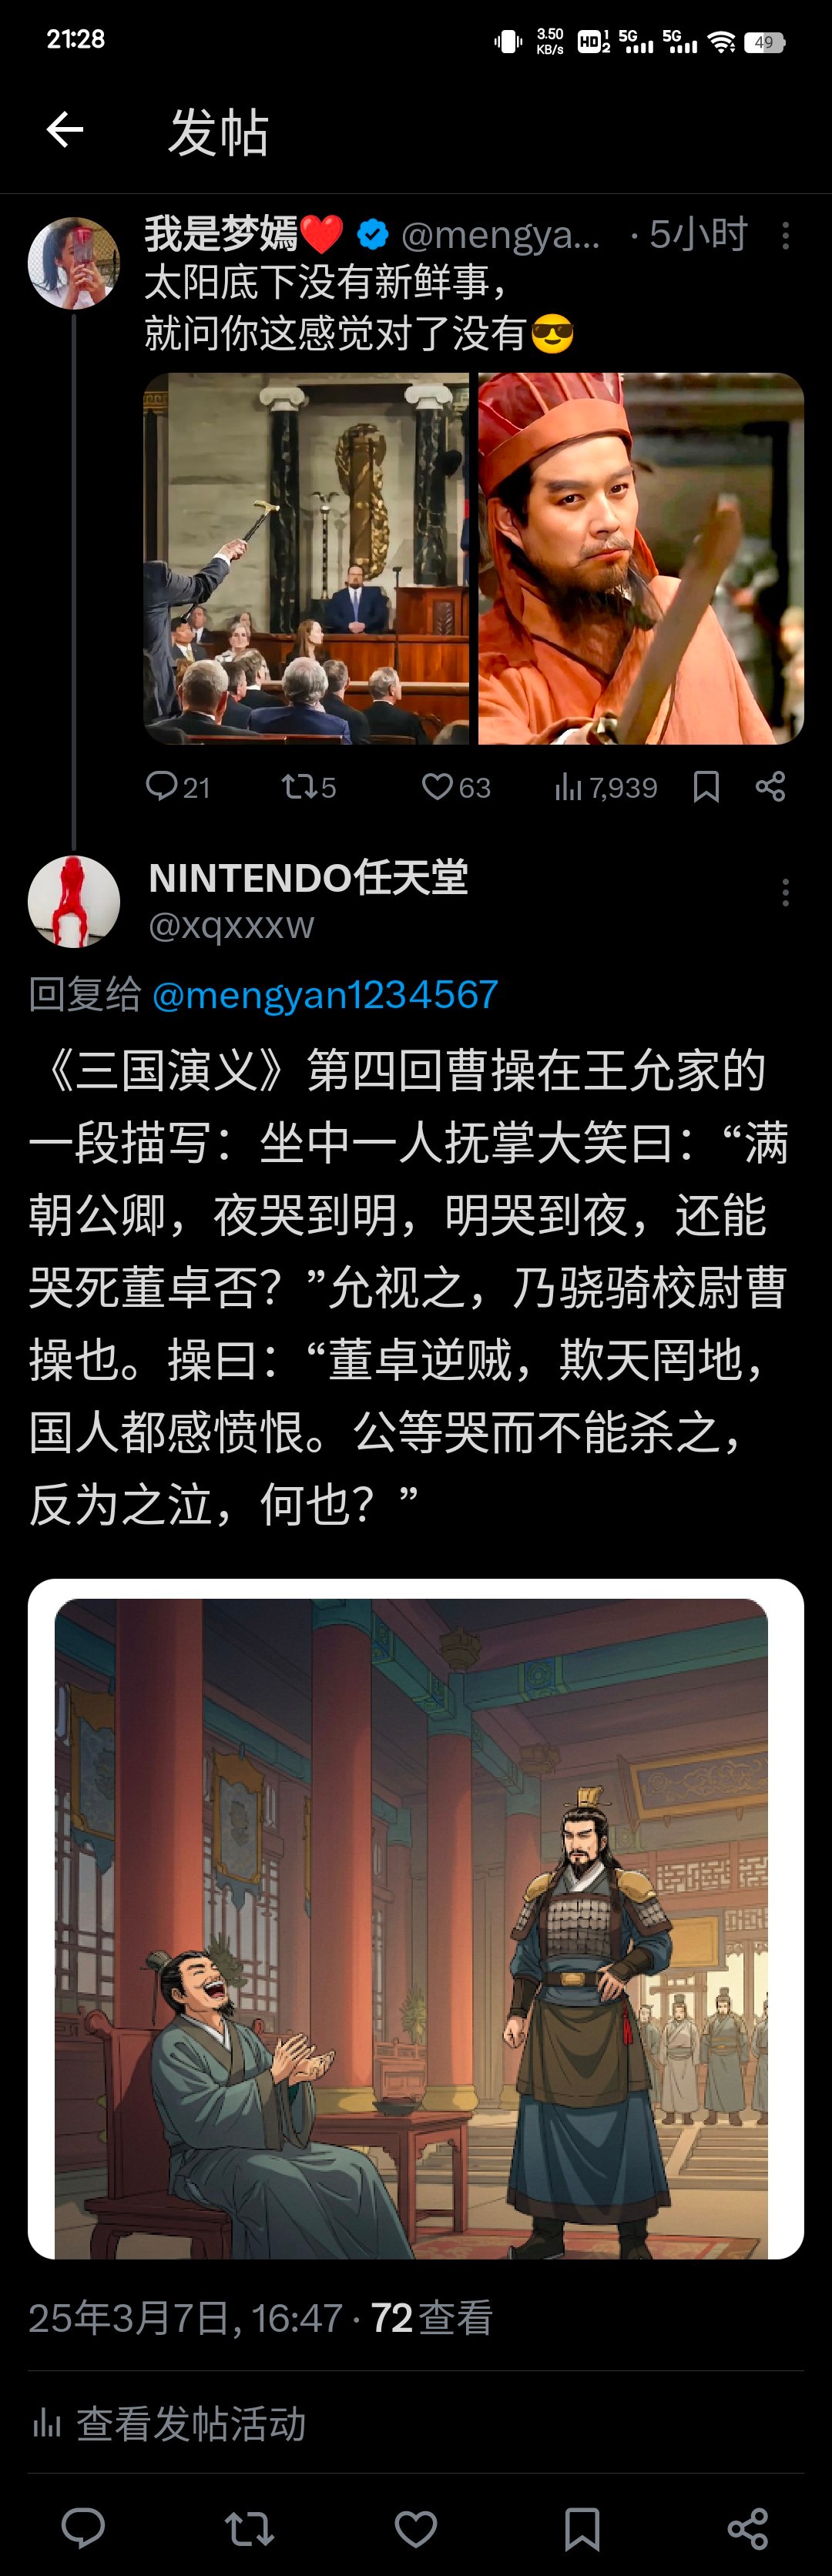 21:28
3.50
KB/s
HD 1 2
5G
5G
49
发帖
我是梦嫣❤️ @mengya... · 5小时
太阳底下没有新鲜事，
就问你这感觉对了没有😎
21 5 63 7,939
NINTENDO任天堂
@xqxxxw
回复给 @mengyan1234567
《三国演义》第四回曹操在王允家的
一段描写：坐中一人抚掌大笑曰：“满
朝公卿，夜哭到明，明哭到夜，还能
哭死董卓否？”允视之，乃骁骑校尉曹
操也。操曰：“董卓逆贼，欺天罔地，
国人都感愤恨。公等哭而不能杀之，
反为之泣，何也？”
25年3月7日, 16:47 · 72 查看
查看发帖活动